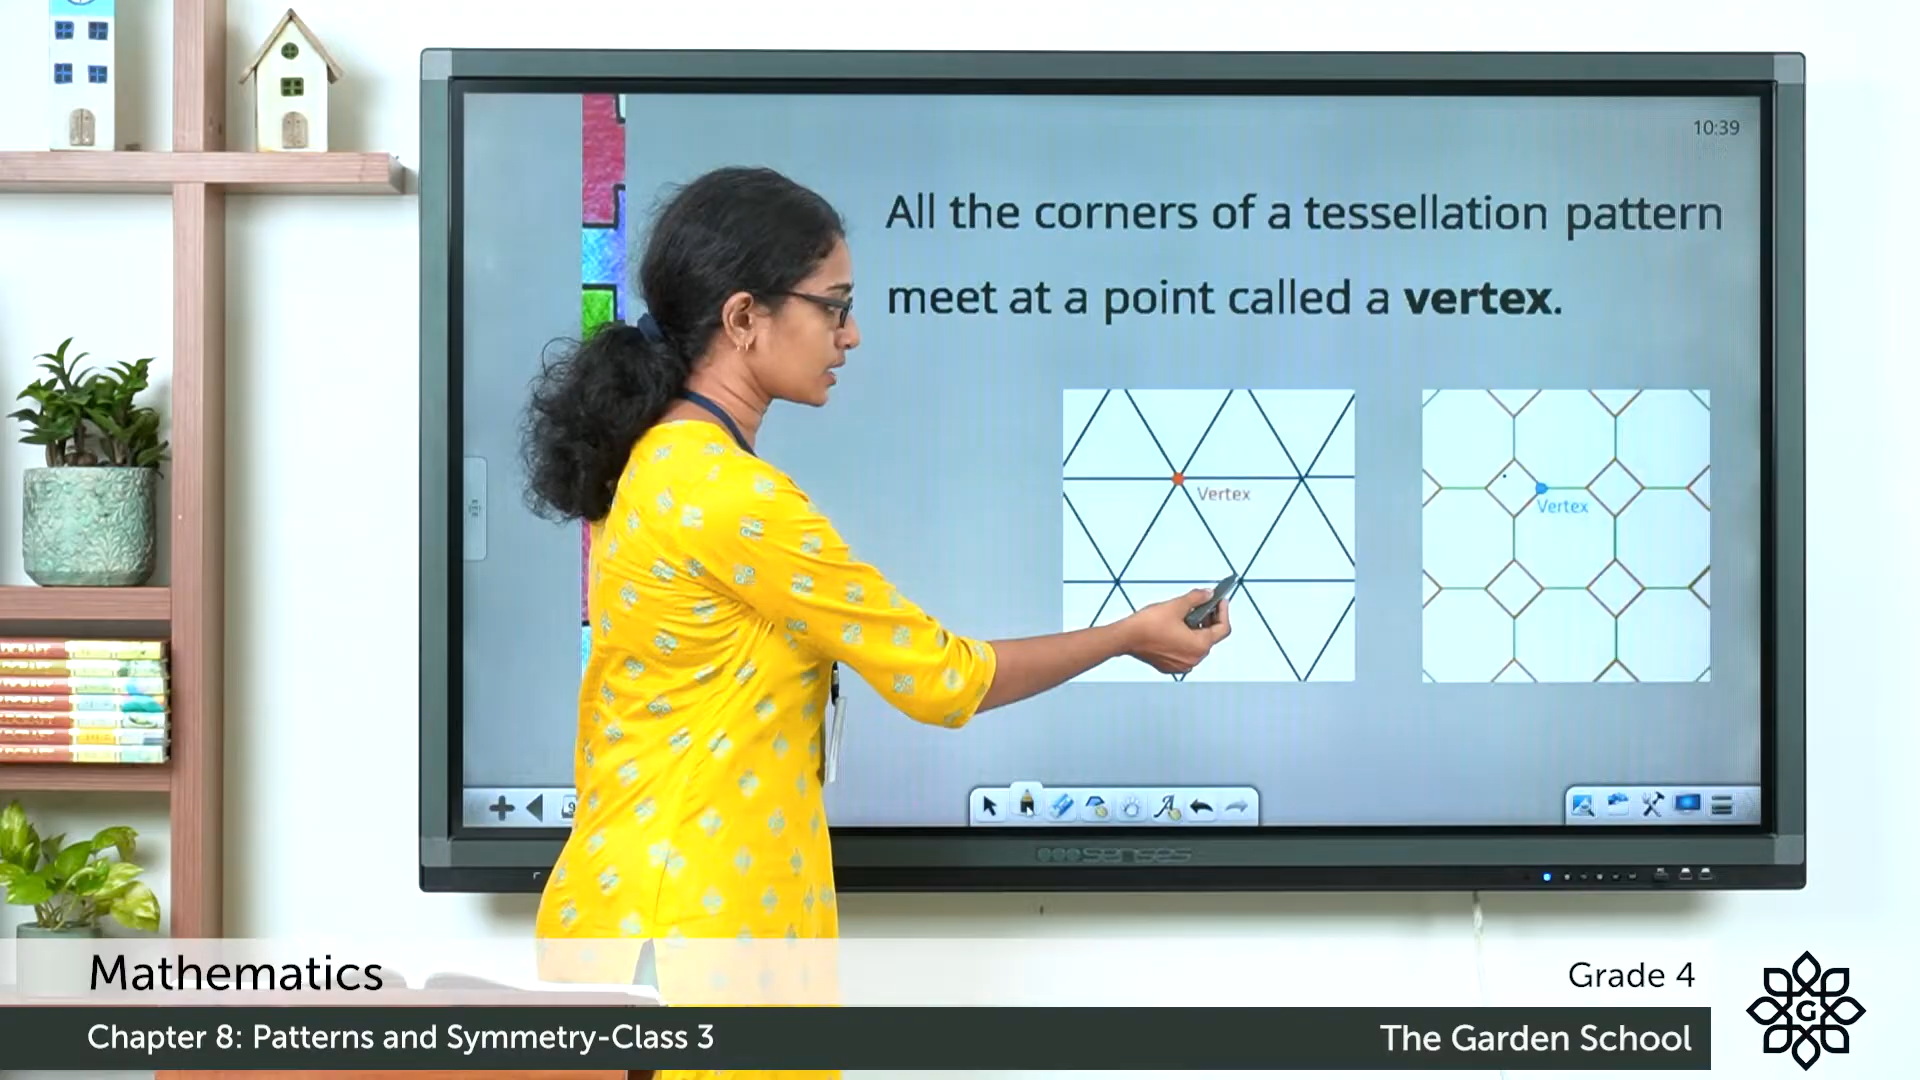 10:39
All the corners of a tessellation pattern
meet at a point called a vertex.
Vertex
Vertex
senses
Mathematics
Grade 4
Chapter 8: Patterns and Symmetry-Class 3
The Garden School
G